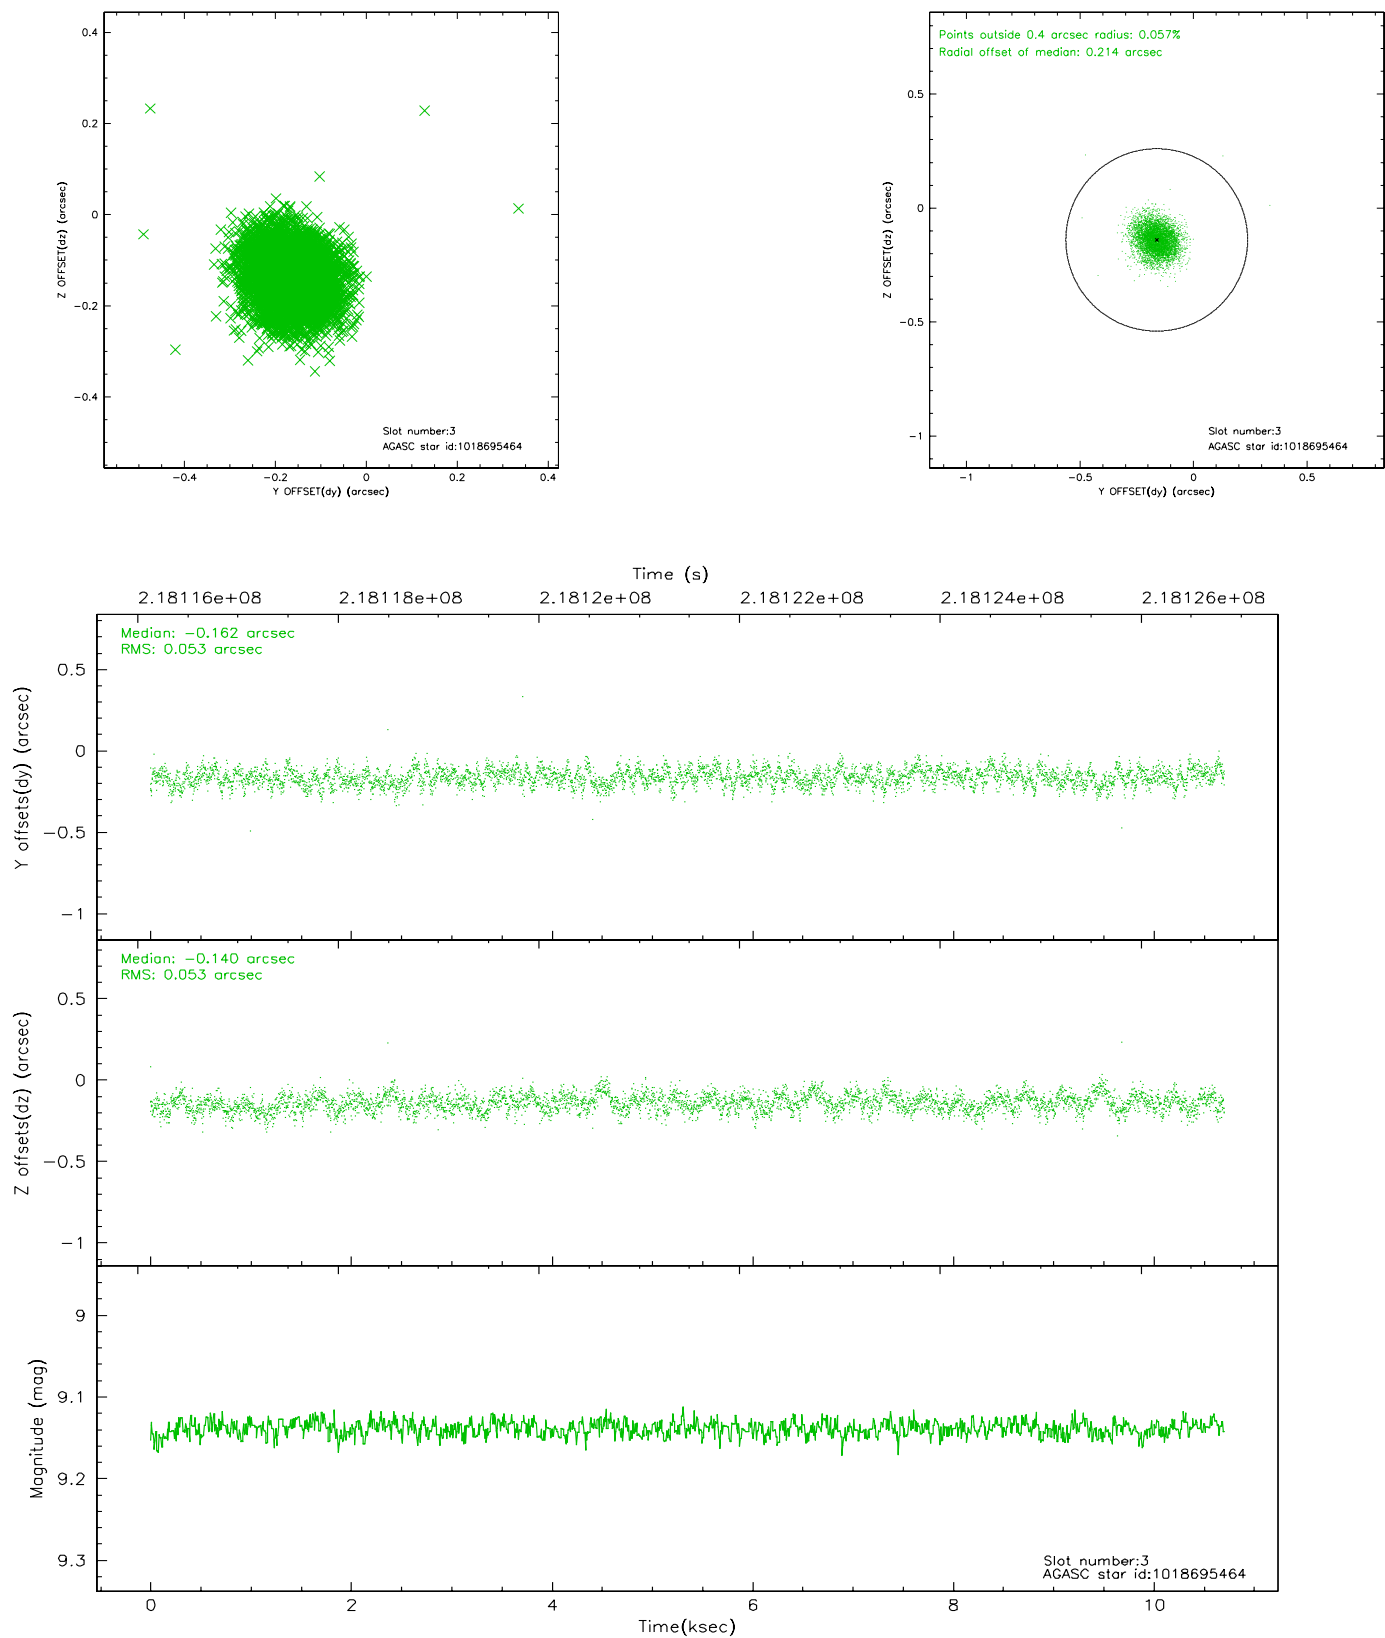 0.4
0.2
0
−0.2
−0.4
Z OFFSET(dz) (arcsec)
Slot number:3
AGASC star id:1018695464
−0.4
−0.2
0
0.2
0.4
Y OFFSET(dy) (arcsec)
Points outside 0.4 arcsec radius: 0.057%
Radial offset of median: 0.214 arcsec
0.5
0
−0.5
−1
Z OFFSET(dz) (arcsec)
Slot number:3
AGASC star id:1018695464
−1
−0.5
0
0.5
Y OFFSET(dy) (arcsec)
Time (s)
2.18116e+08
2.18118e+08
2.1812e+08
2.18122e+08
2.18124e+08
2.18126e+08
Median: −0.162 arcsec
RMS: 0.053 arcsec
0.5
0
−0.5
−1
Y offsets(dy) (arcsec)
Median: −0.140 arcsec
RMS: 0.053 arcsec
0.5
0
−0.5
−1
Z offsets(dz) (arcsec)
9
9.1
9.2
9.3
Magnitude (mag)
Slot number:3
AGASC star id:1018695464
0
2
4
6
8
10
Time(ksec)